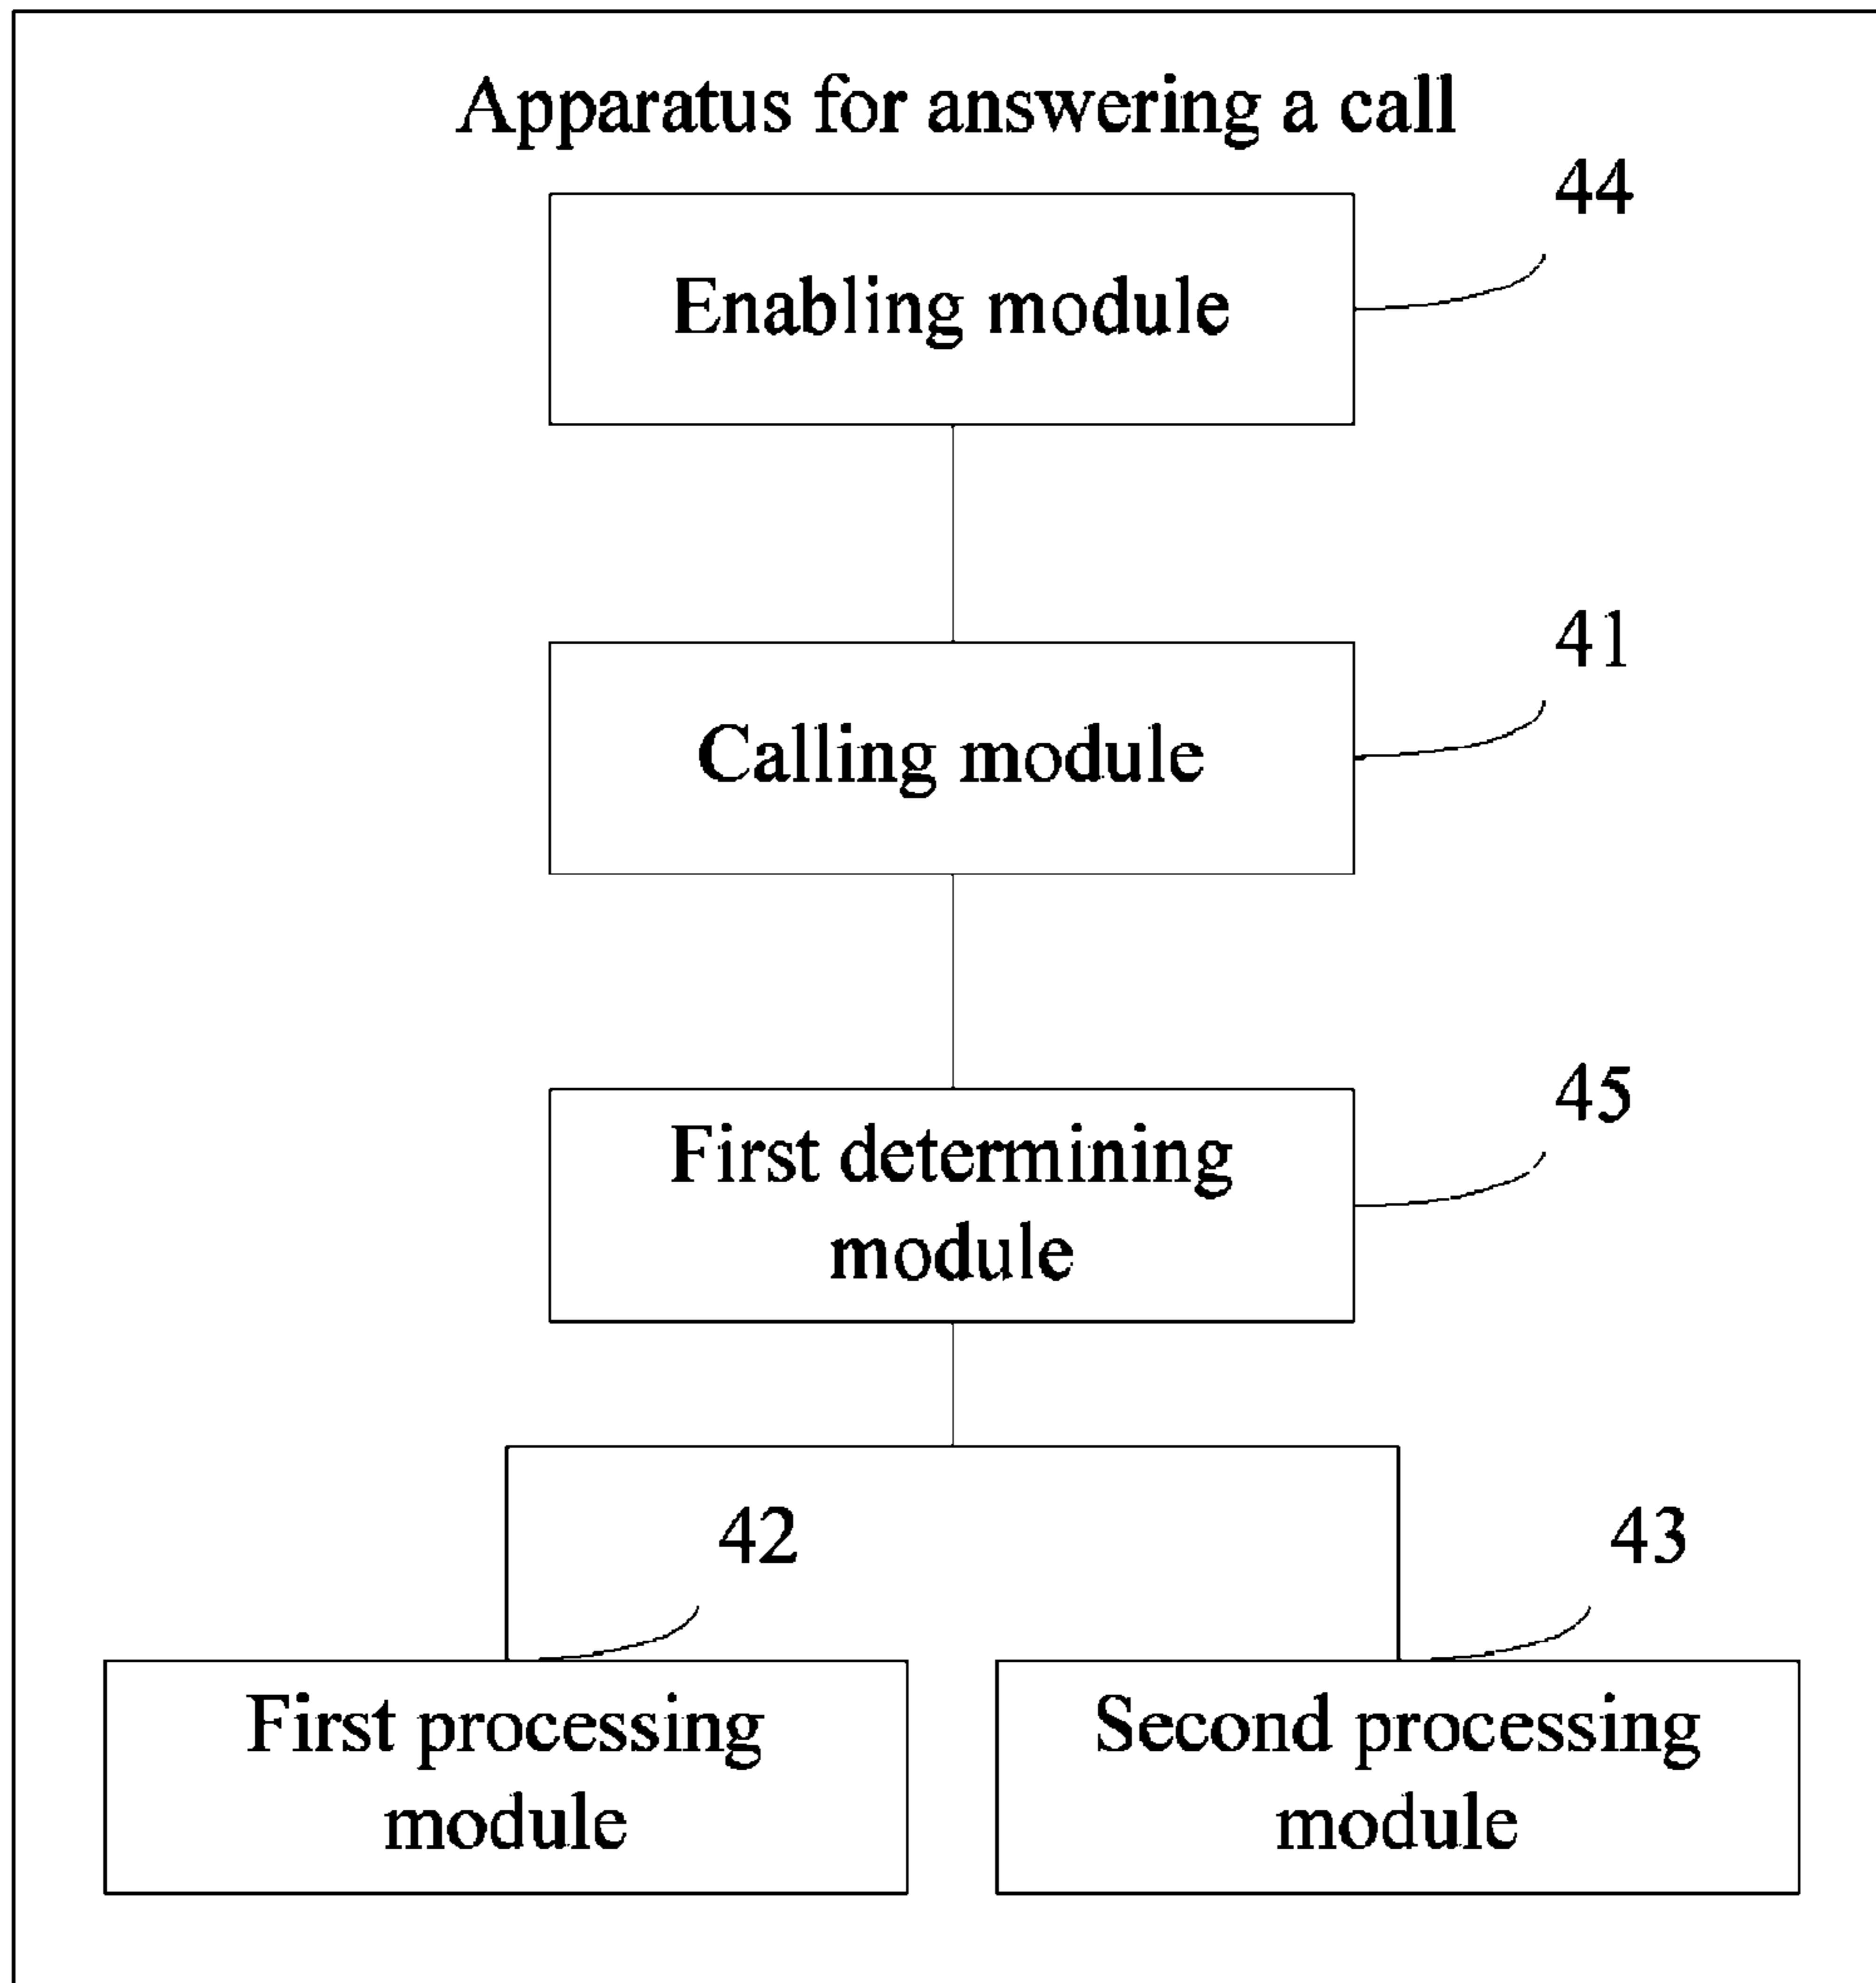 Apparatus for answering a call
44
Enabling module
41
Calling module
45
First determining
module
42
43
First processing
module
Second processing
module